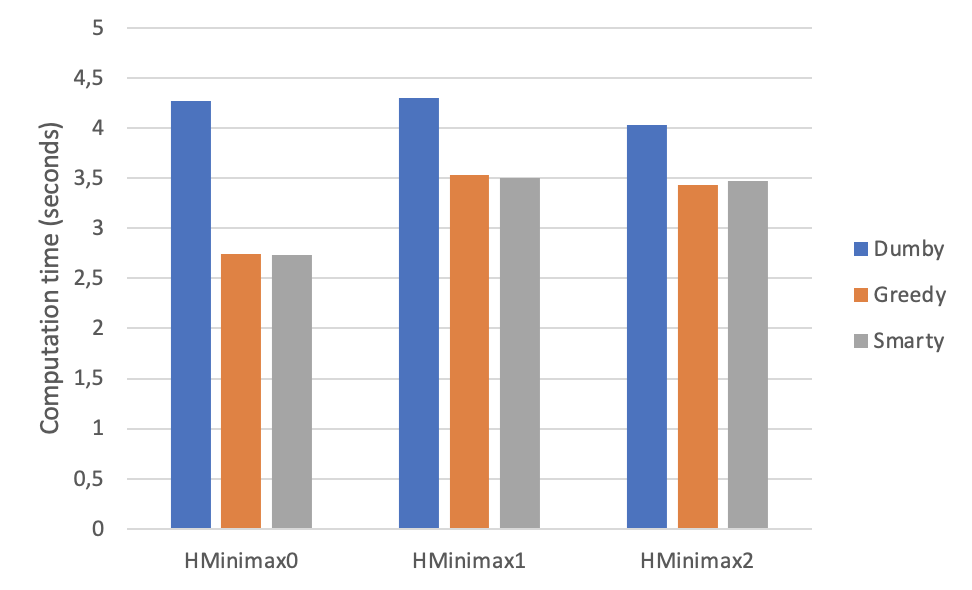 5
4,5
4
3,5
3
2,5
2
1,5
1
0,5
0
Computation time (seconds)
HMinimax0
HMinimax1
HMinimax2
Dumby
Greedy
Smarty